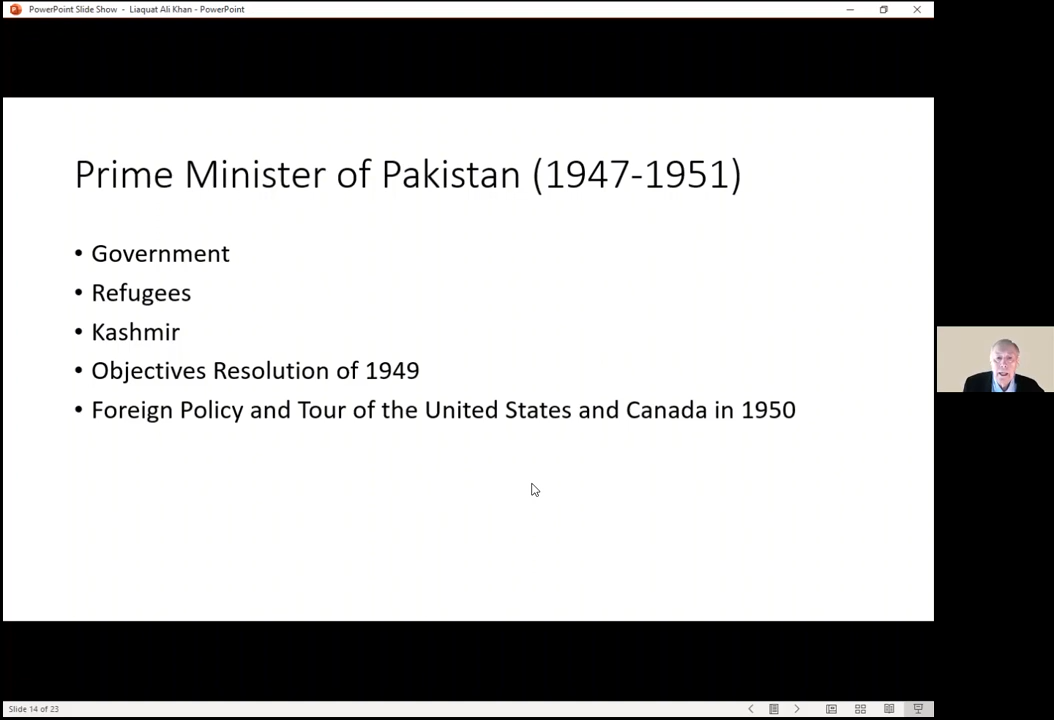 PowerPoint Slide Show - Liaquat Ali Khan - PowerPoint
Prime Minister of Pakistan (1947-1951)
• Government
• Refugees
• Kashmir
• Objectives Resolution of 1949
• Foreign Policy and Tour of the United States and Canada in 1950
Slide 14 of 23